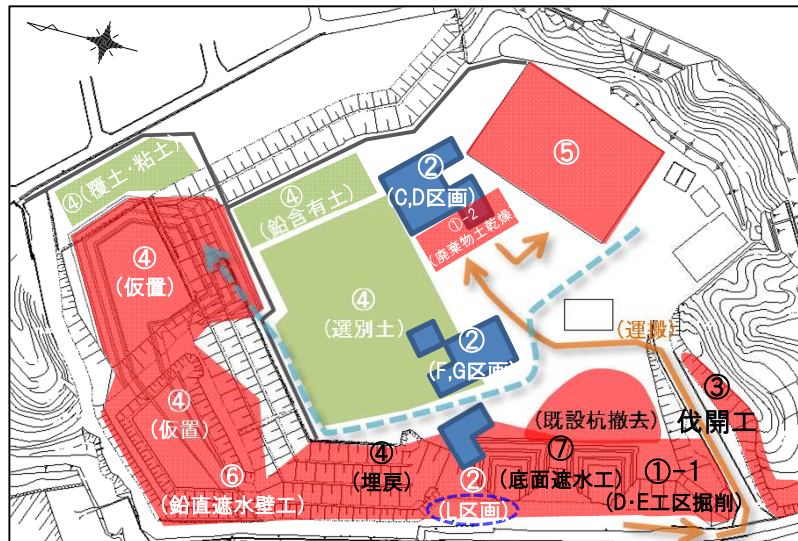 ④(覆土・粘土)
④
(鉛含有土)
②
(C,D区画)
⑤
①-2
(廃棄物土乾燥)
④
(仮置)
④
(選別土)
②
(F,G区画)
(運搬)
③
伐開工
④
(仮置)
(既設杭撤去)
⑥
(鉛直遮水壁工)
④
(埋戻)
②
(L区画)
⑦
(底面遮水工)
①-1
(D・E工区掘削)